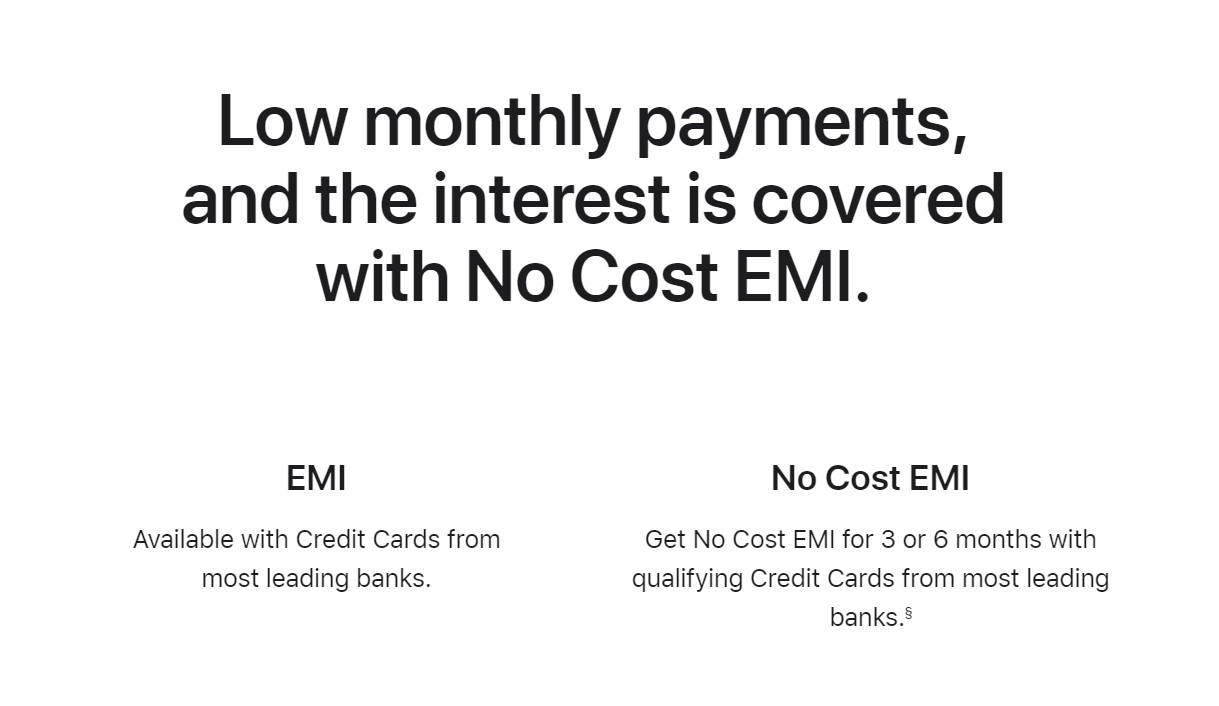 Low monthly payments,
and the interest is covered
with No Cost EMI.
EMI
Available with Credit Cards from
most leading banks.
No Cost EMI
Get No Cost EMI for 3 or 6 months with
qualifying Credit Cards from most leading
banks.§